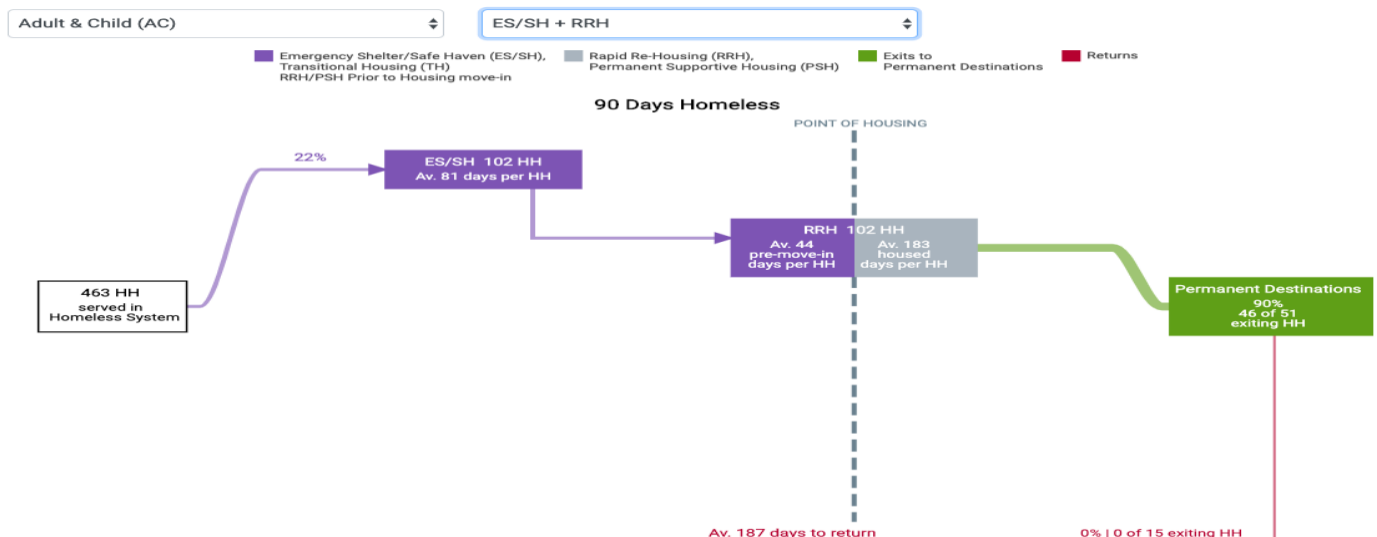 Adult & Child (AC)
ES/SH + RRH
Emergency Shelter/Safe Haven (ES/SH),
Transitional Housing (TH)
RRH/PSH Prior to Housing move-in
Rapid Re-Housing (RRH),
Permanent Supportive Housing (PSH)
Exits to
Permanent Destinations
Returns
90 Days Homeless
POINT OF HOUSING
22%
ES/SH 102 HH
Av. 81 days per HH
RRH 102 HH
Av. 44
pre-move-in
days per HH
Av. 183
housed
days per HH
463 HH
served in
Homeless System
Permanent Destinations
90%
46 of 51
exiting HH
Av. 187 days to return
0% | 0 of 15 exiting HH